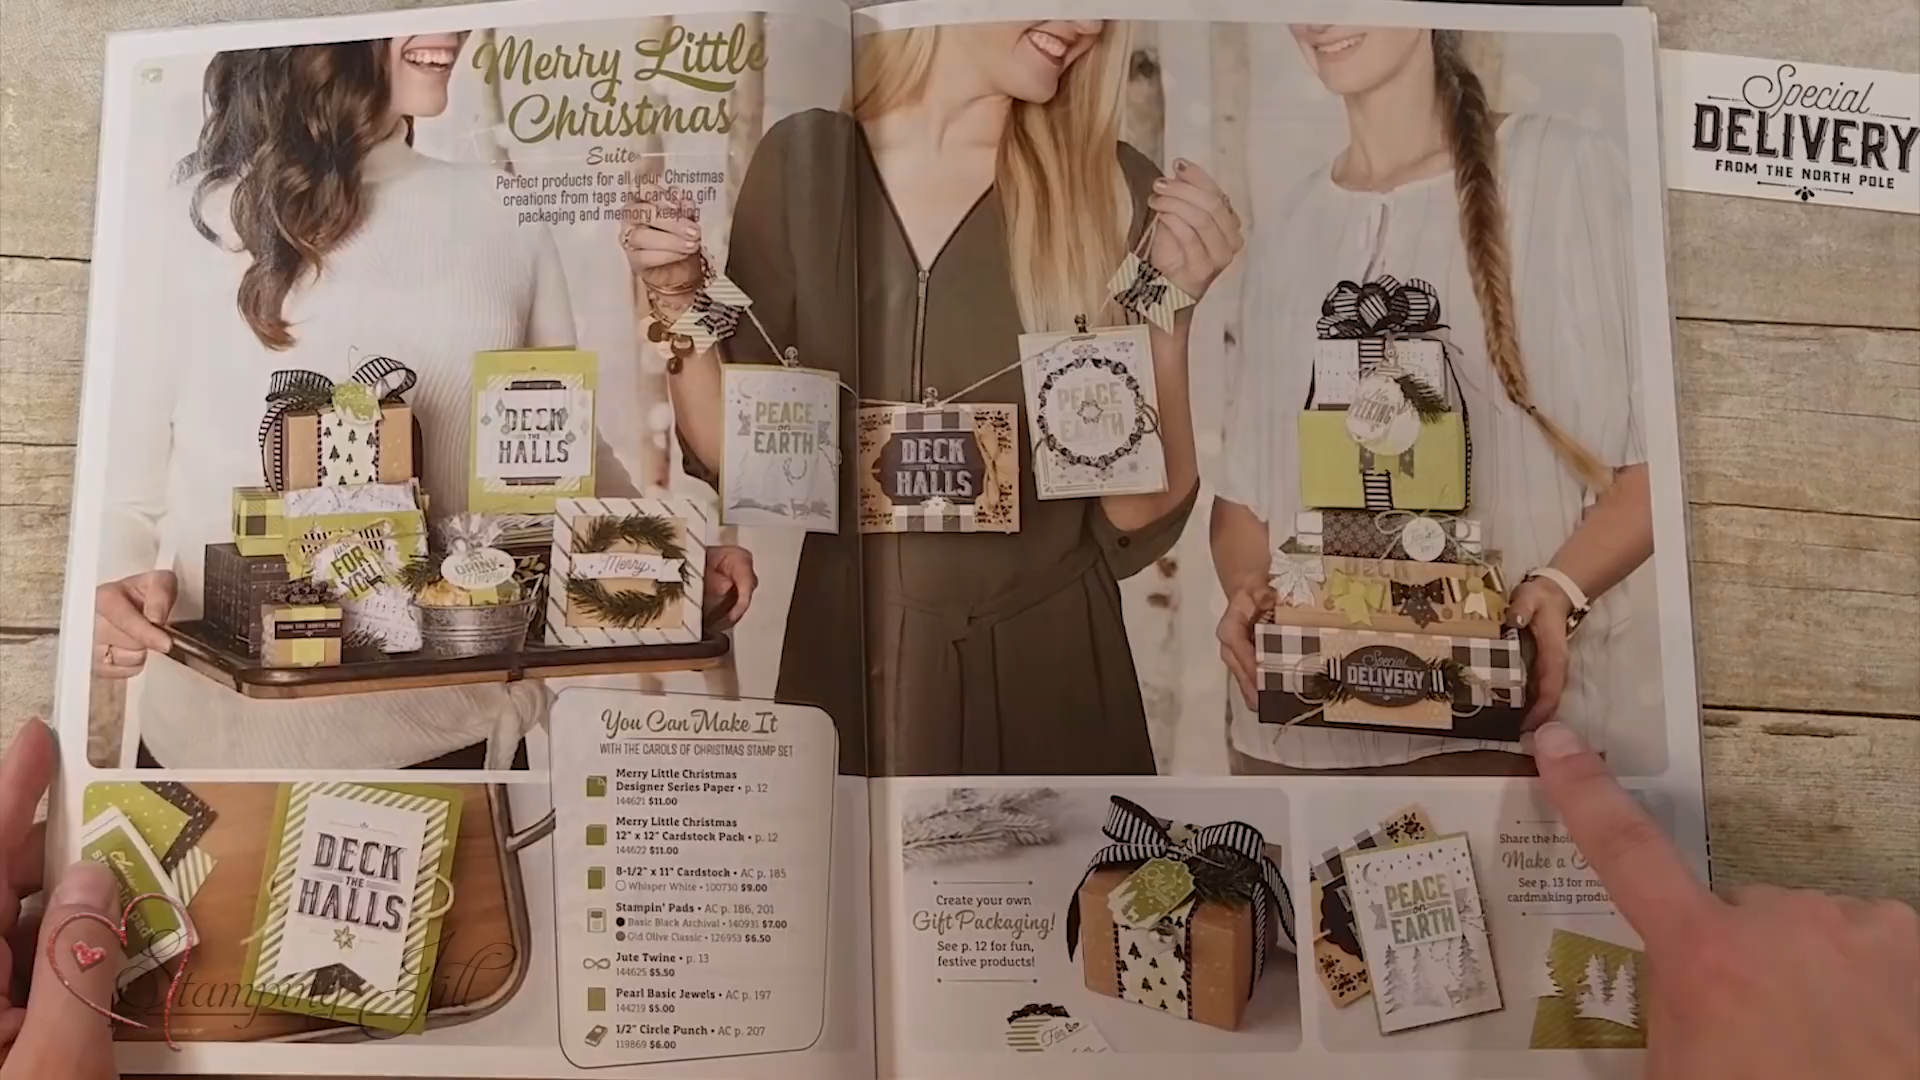 Merry Little
Christmas
Suite
Perfect products for all your Christmas
creations from tags and cards to gift
packaging and memory keeping
DECK
THE
HALLS
PEACE
on
EARTH
DECK
THE
HALLS
PEACE
on
EARTH
Special
DELIVERY
FROM THE NORTH POLE
just
FOR
YOU
Merry
FROM THE NORTH POLE
Special
DELIVERY
FROM THE NORTH POLE
You Can Make It
WITH THE CAROLS OF CHRISTMAS STAMP SET
Merry Little Christmas
Designer Series Paper • p. 12
144621 $11.00
Merry Little Christmas
12" x 12" Cardstock Pack • p. 12
144622 $11.00
8-1/2" x 11" Cardstock • AC p. 185
Whisper White • 100730 $9.00
Stampin' Pads • AC p. 186, 201
Basic Black Archival • 140931 $7.00
Old Olive Classic • 126953 $6.50
Jute Twine • p. 13
144625 $5.50
Pearl Basic Jewels • AC p. 197
144219 $5.00
1/2" Circle Punch • AC p. 207
119869 $6.00
DECK
THE
HALLS
Stamping Jill
Create your own
Gift Packaging!
See p. 12 for fun,
festive products!
For
PEACE
on
EARTH
Share the
Make a
See p. 13 for
cardmaking